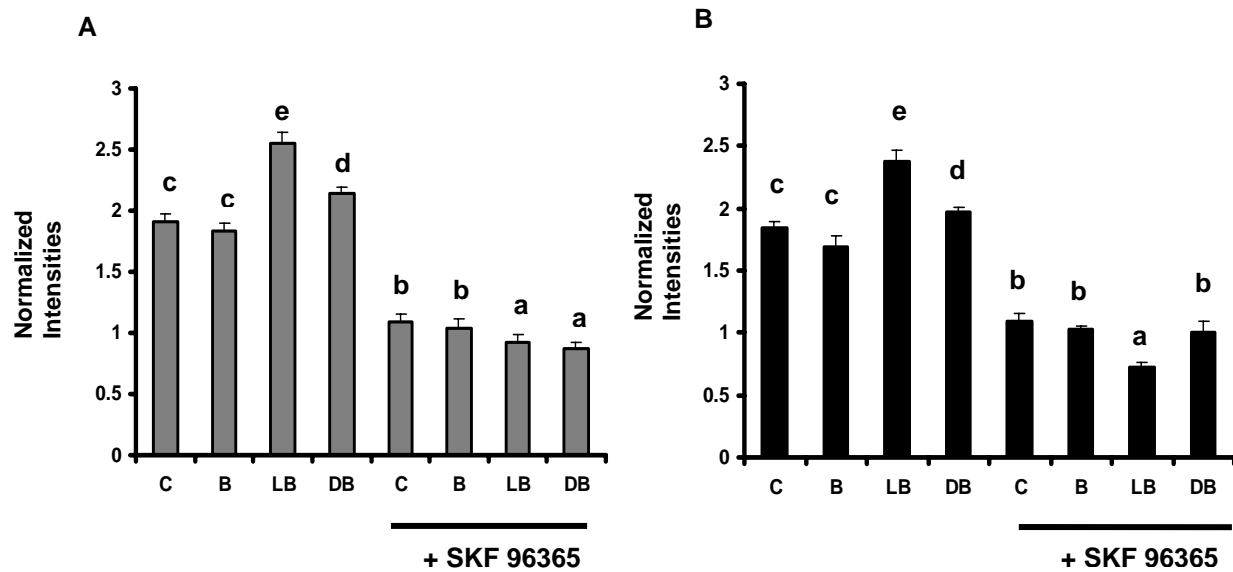 A
Normalized
Intensities
3
2.5
2
1.5
1
0.5
0
c c e d b b a a
C B LB DB C B LB DB
+ SKF 96365
B
Normalized
Intensities
3
2.5
2
1.5
1
0.5
0
c c e d b b a b
C B LB DB C B LB DB
+ SKF 96365